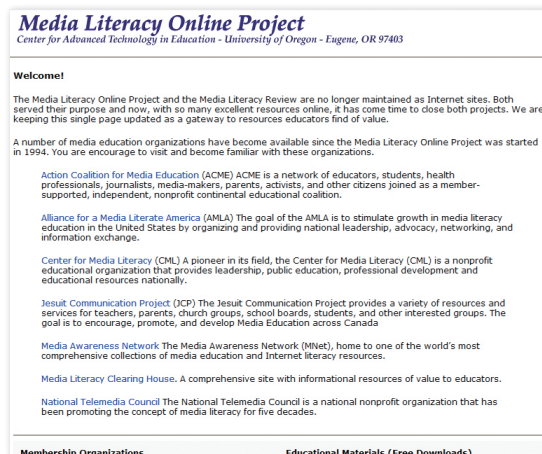 Media Literacy Online Project
Center for Advanced Technology in Education - University of Oregon - Eugene, OR 97403
Welcome!
The Media Literacy Online Project and the Media Literacy Review are no longer maintained as Internet sites. Both
served their purpose and now, with so many excellent resources online, it has come time to close both projects. We are
keeping this single page updated as a gateway to resources educators find of value.
A number of media education organizations have become available since the Media Literacy Online Project was started
in 1994. You are encourage to visit and become familiar with these organizations.
Action Coalition for Media Education (ACME) ACME is a network of educators, students, health
professionals, journalists, media-makers, parents, activists, and other citizens joined as a member-
supported, independent, nonprofit continental educational coalition.
Alliance for a Media Literate America (AMLA) The goal of the AMLA is to stimulate growth in media literacy
education in the United States by organizing and providing national leadership, advocacy, networking, and
information exchange.
Center for Media Literacy (CML) A pioneer in its field, the Center for Media Literacy (CML) is a nonprofit
educational organization that provides leadership, public education, professional development and
educational resources nationally.
Jesuit Communication Project (JCP) The Jesuit Communication Project provides a variety of resources and
services for teachers, parents, church groups, school boards, students, and other interested groups. The
goal is to encourage, promote, and develop Media Education across Canada
Media Awareness Network The Media Awareness Network (MNet), home to one of the world's most
comprehensive collections of media education and Internet literacy resources.
Media Literacy Clearing House. A comprehensive site with informational resources of value to educators.
National Telemedia Council The National Telemedia Council is a national nonprofit organization that has
been promoting the concept of media literacy for five decades.
Membership Organizations Educational Materials (Free Downloads)